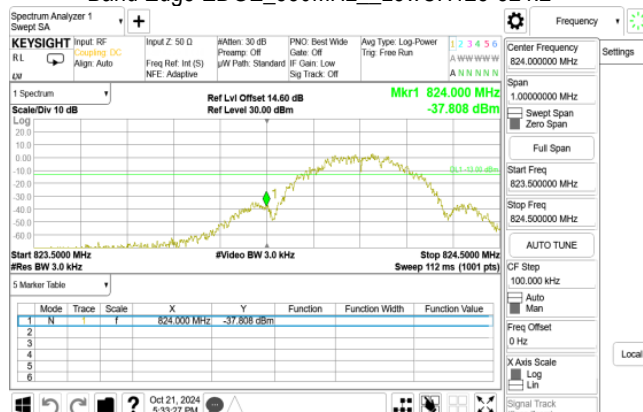 Spectrum Analyzer 1
Swept SA
+
Frequency
KEYSIGHT
RL
Input: RF
Coupling: DC
Align: Auto
Input Z: 50 Ω
Freq Ref: Int (S)
NFE: Adaptive
#Atten: 30 dB
Preamp: Off
µW Path: Standard
PNO: Best Wide
Gate: Off
IF Gain: Low
Sig Track: Off
Avg Type: Log-Power
Trig: Free Run
1 2 3 4 5 6
A W W W W W
A N N N N N
Center Frequency
824.000000 MHz
Settings
Span
1.00000000 MHz
Swept Span
Zero Span
Full Span
Start Freq
823.500000 MHz
Stop Freq
824.500000 MHz
AUTO TUNE
CF Step
100.000 kHz
Auto
Man
Freq Offset
0 Hz
X Axis Scale
Log
Lin
Signal Track
Local
1 Spectrum
Scale/Div 10 dB
Ref Lvl Offset 14.60 dB
Ref Level 30.00 dBm
Mkr1 824.000 MHz
-37.808 dBm
Log
20.0
10.0
0.00
-10.0
-20.0
-30.0
-40.0
-50.0
-60.0
DL1 -13.00 dBm
1
Start 823.5000 MHz
#Res BW 3.0 kHz
#Video BW 3.0 kHz
Stop 824.5000 MHz
Sweep 112 ms (1001 pts)
5 Marker Table
Mode Trace Scale X Y Function Function Width Function Value
1 N 1 f 824.000 MHz -37.808 dBm
2
3
4
5
6
?
Oct 21, 2024
5:33:27 PM